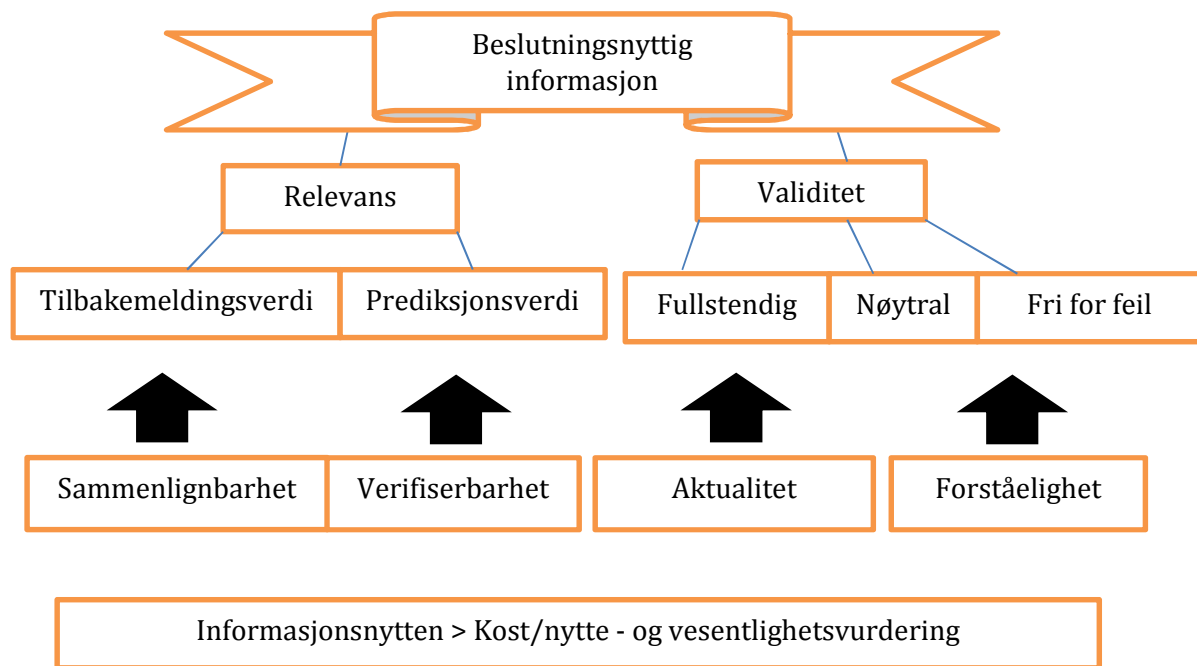 Beslutningsnyttig
informasjon
Relevans
Validitet
Tilbakemeldingsverdi
Prediksjonsverdi
Fullstendig
Nøytral
Fri for feil
Sammenlignbarhet
Verifiserbarhet
Aktualitet
Forståelighet
Informasjonsnytten > Kost/nytte - og vesentlighetsvurdering